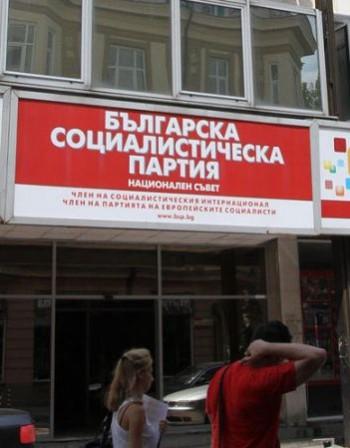 БЪЛГАРСКА
СОЦИАЛИСТИЧЕСКА
ПАРТИЯ
НАЦИОНАЛЕН СЪВЕТ
ЧЛЕН НА СОЦИАЛИСТИЧЕСКИЯ ИНТЕРНАЦИОНАЛ
ЧЛЕН НА ПАРТИЯТА НА ЕВРОПЕЙСКИТЕ СОЦИАЛИСТИ
www.bsp.bg